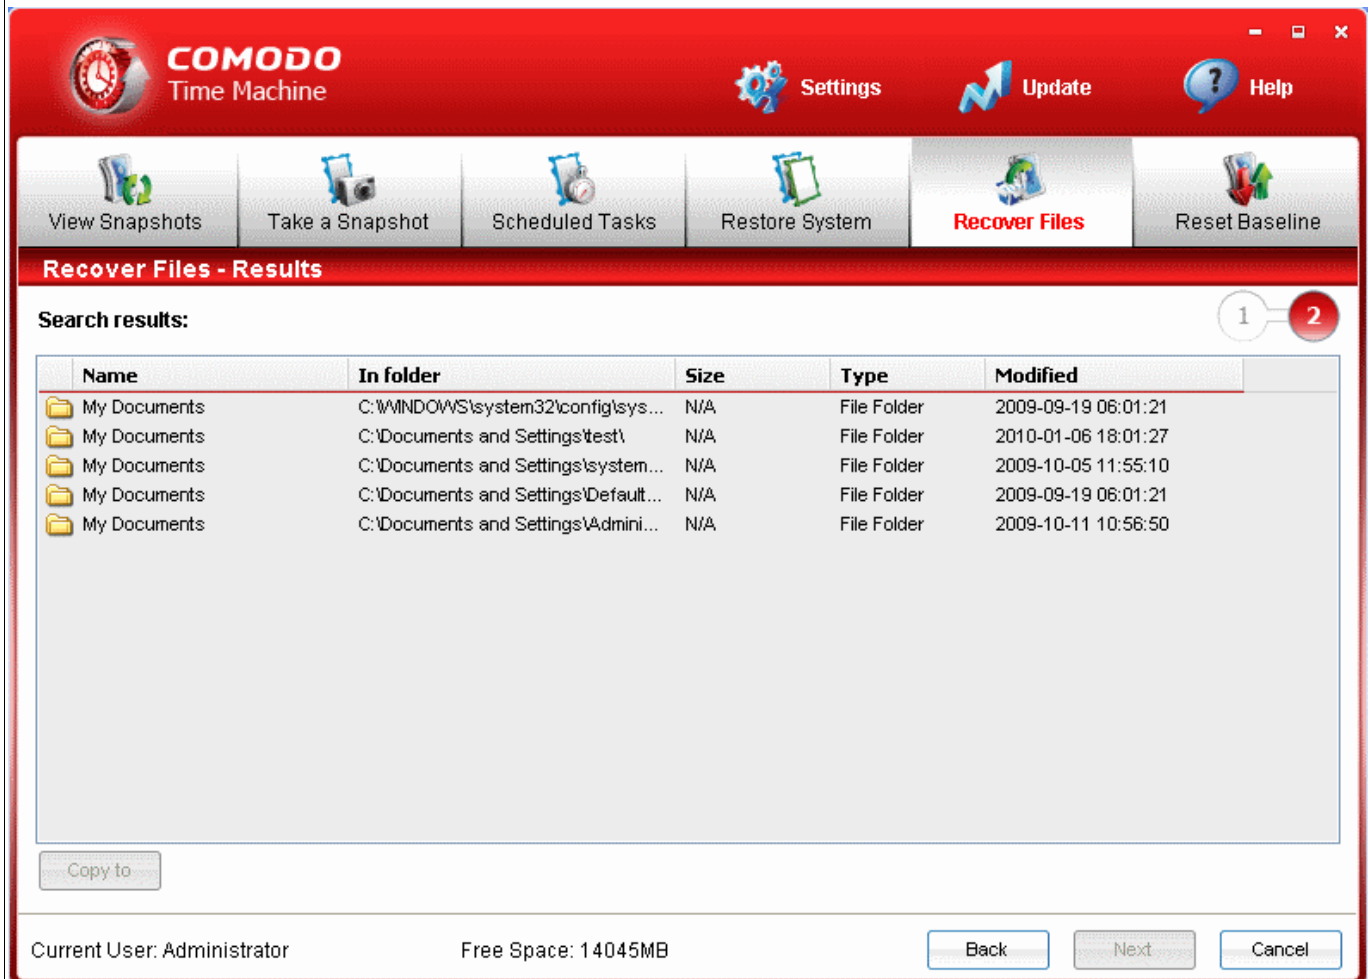 COMODO
Time Machine
Settings
Update
? Help
View Snapshots
Take a Snapshot
Scheduled Tasks
Restore System
Recover Files
Reset Baseline
Recover Files - Results
Search results:
1 2
Name In folder Size Type Modified
My Documents C:\WINDOWS\system32\config\sys... N/A File Folder 2009-09-19 06:01:21
My Documents C:\Documents and Settings\test\ N/A File Folder 2010-01-06 18:01:27
My Documents C:\Documents and Settings\system... N/A File Folder 2009-10-05 11:55:10
My Documents C:\Documents and Settings\Default... N/A File Folder 2009-09-19 06:01:21
My Documents C:\Documents and Settings\Admini... N/A File Folder 2009-10-11 10:56:50
Copy to
Current User: Administrator Free Space: 14045MB Back Next Cancel